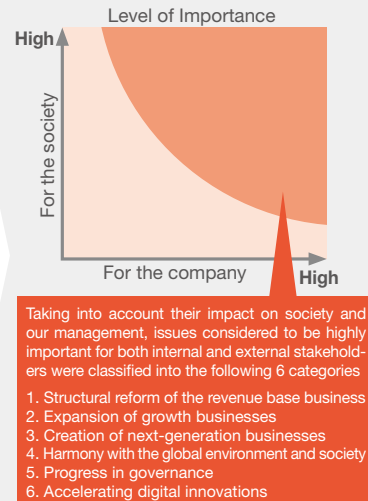 Level of Importance
High
For the society
For the company
High
Taking into account their impact on society and
our management, issues considered to be highly
important for both internal and external stakehold-
ers were classified into the following 6 categories
1. Structural reform of the revenue base business
2. Expansion of growth businesses
3. Creation of next-generation businesses
4. Harmony with the global environment and society
5. Progress in governance
6. Accelerating digital innovations